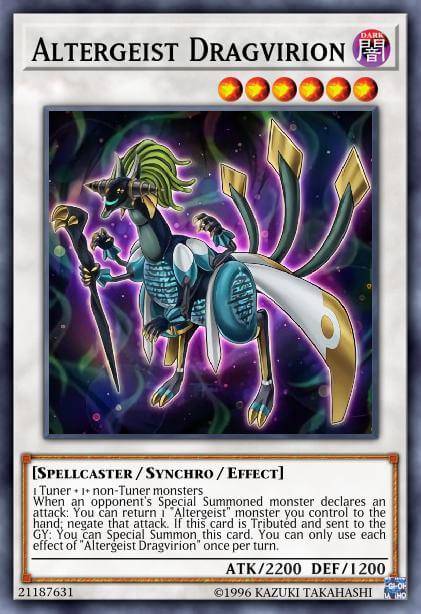 ALTERGEIST DRAGVIRION
DARK
闇
[SPELLCASTER / SYNCHRO / EFFECT]
1 Tuner + 1+ non-Tuner monsters
When an opponent's Special Summoned monster declares an
attack: You can return 1 "Altergeist" monster you control to the
hand; negate that attack. If this card is Tributed and sent to the
GY: You can Special Summon this card. You can only use each
effect of "Altergeist Dragvirion" once per turn.
ATK/2200 DEF/1200
21187631
©1996 KAZUKI TAKAHASHI